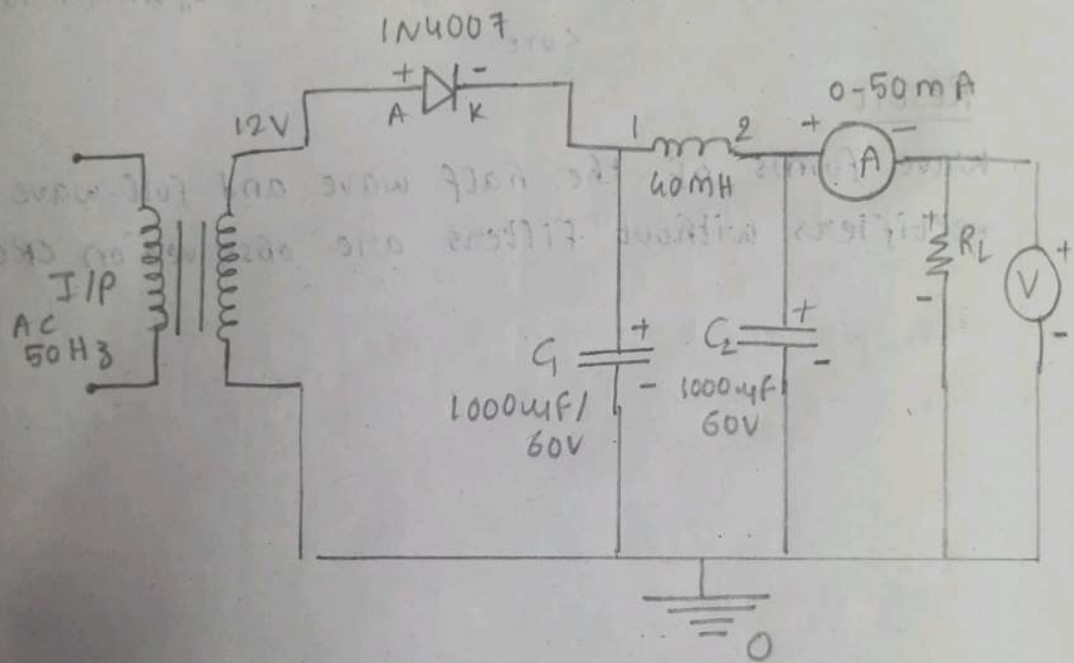 1N4007
+ -
A K
12V
1 2
40MH
0-50mA
+ -
A
I/P
AC
50Hz
C1
+
-
1000µF/
60V
C2
+
-
1000µF
60V
+
RL
-
+
V
-
0